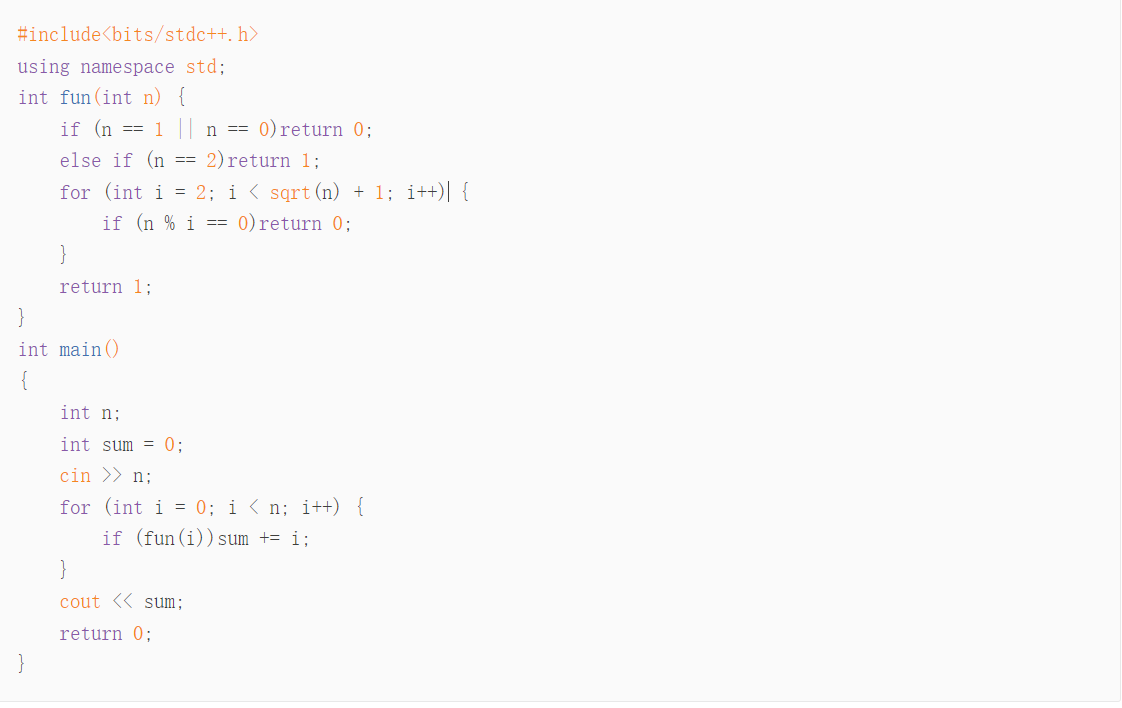 #include<bits/stdc++.h>
using namespace std;
int fun(int n) {
    if (n == 1 || n == 0)return 0;
    else if (n == 2)return 1;
    for (int i = 2; i < sqrt(n) + 1; i++) {
        if (n % i == 0)return 0;
    }
    return 1;
}
int main()
{
    int n;
    int sum = 0;
    cin >> n;
    for (int i = 0; i < n; i++) {
        if (fun(i))sum += i;
    }
    cout << sum;
    return 0;
}